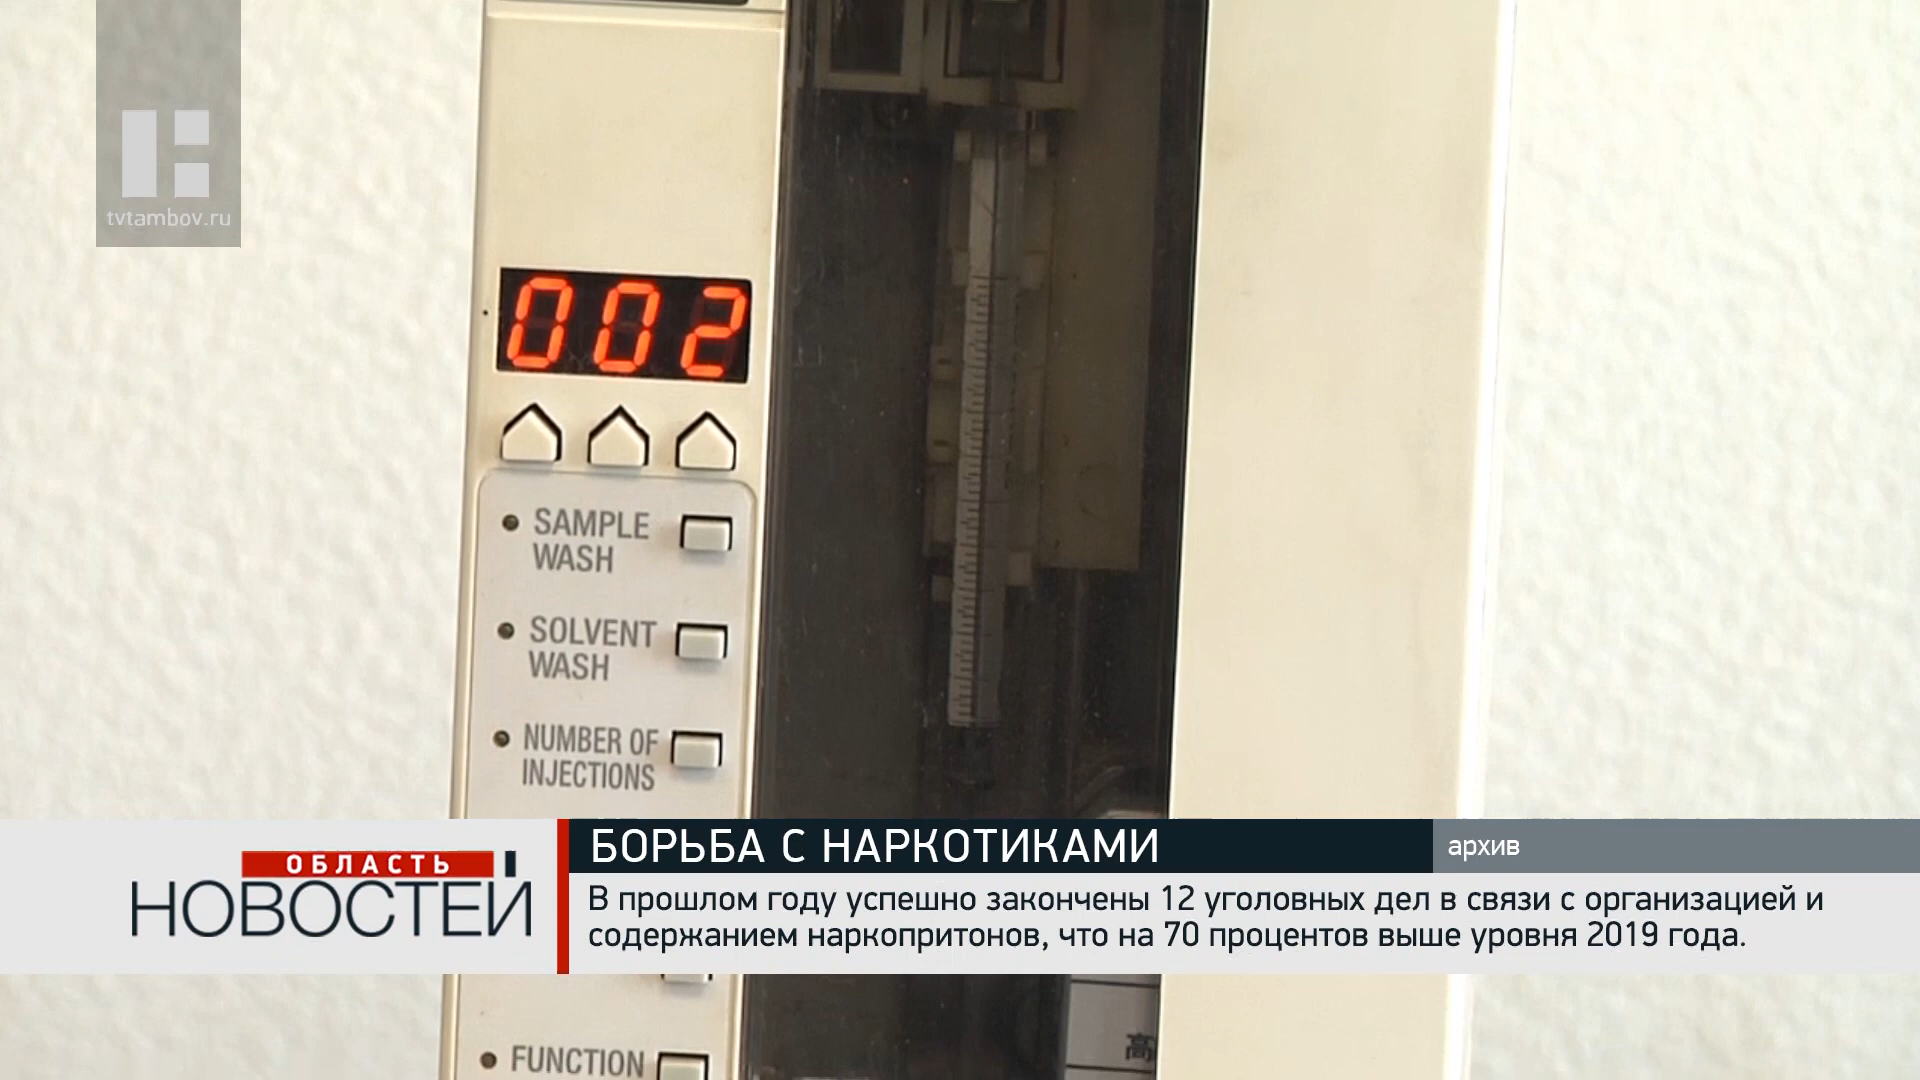 tvtambov.ru
002
SAMPLE
WASH
SOLVENT
WASH
NUMBER OF
INJECTIONS
ОБЛАСТЬ
НОВОСТЕЙ
БОРЬБА С НАРКОТИКАМИ
архив
В прошлом году успешно закончены 12 уголовных дел в связи с организацией и
содержанием наркопритонов, что на 70 процентов выше уровня 2019 года.
FUNCTION